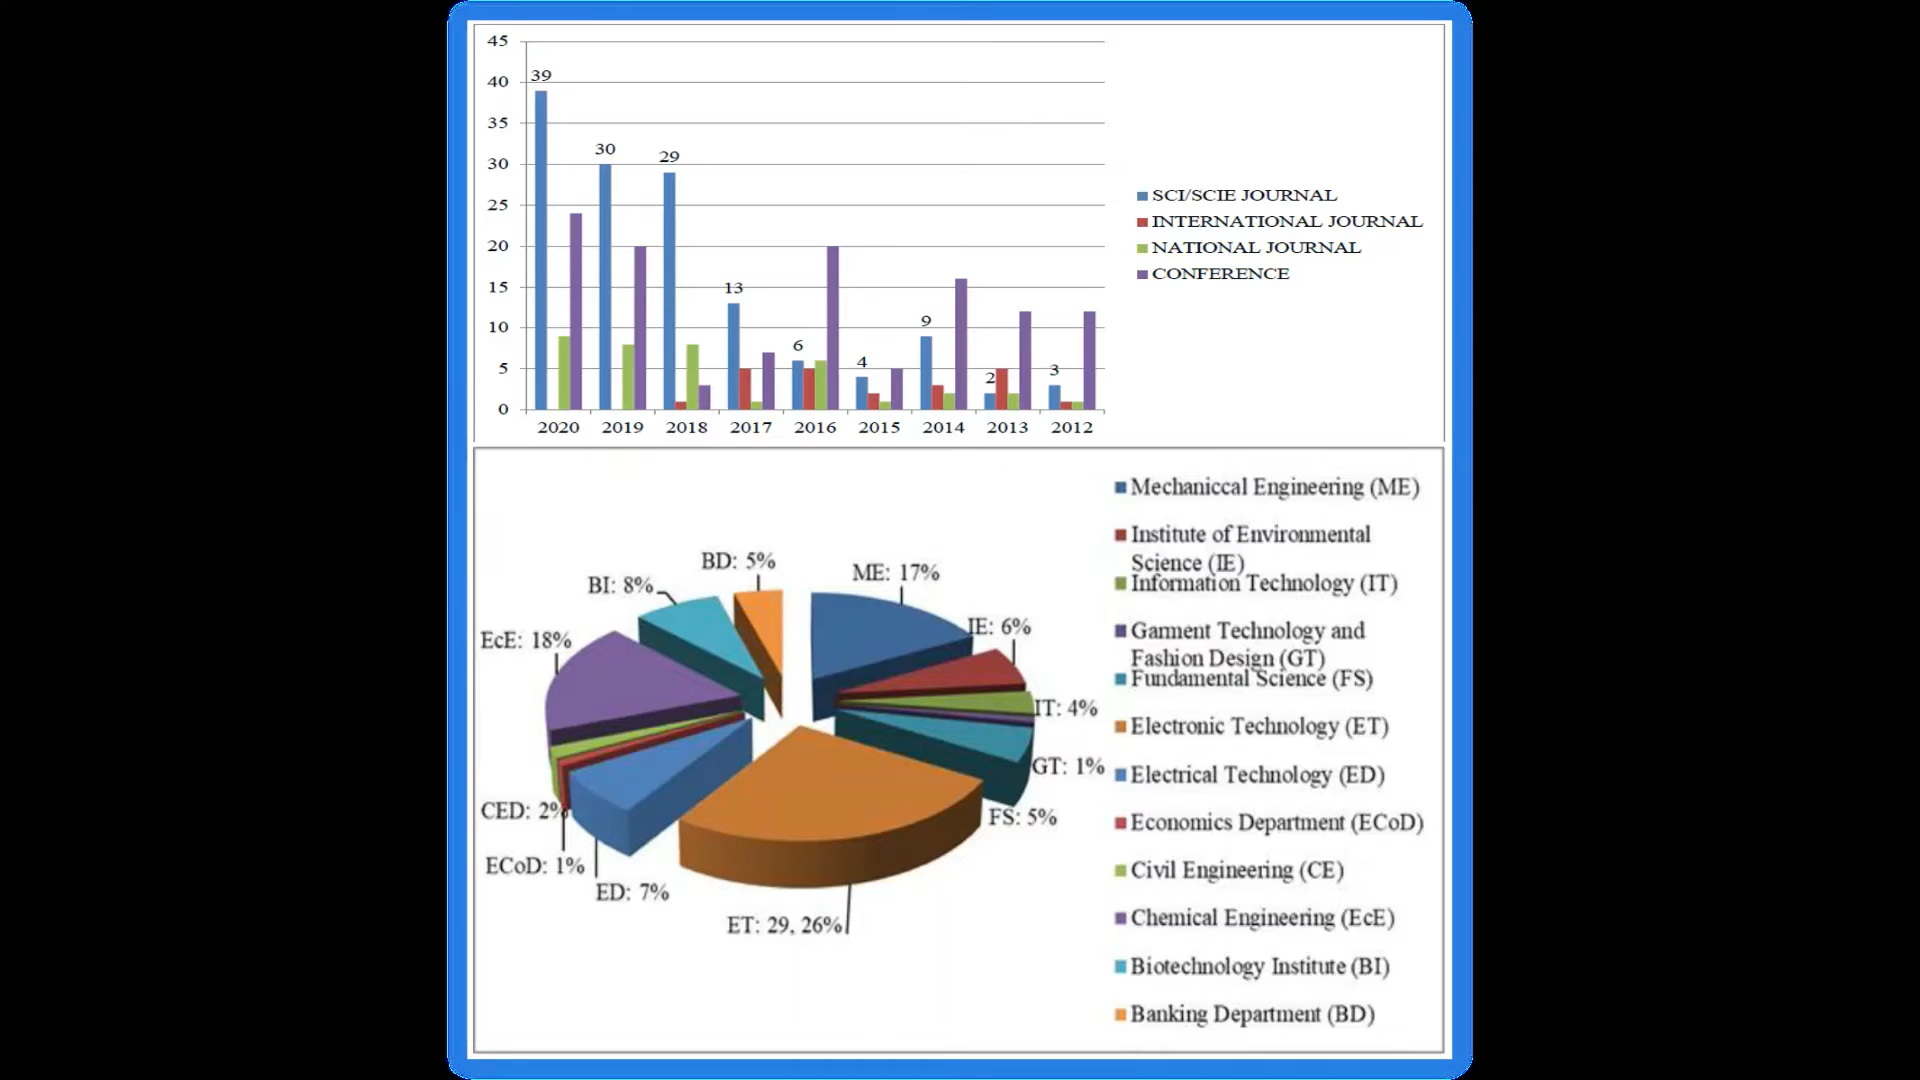 45
40
35
30
25
20
15
10
5
0
39
30
29
13
6
4
9
2
3
2020 2019 2018 2017 2016 2015 2014 2013 2012
SCI/SCIE JOURNAL
INTERNATIONAL JOURNAL
NATIONAL JOURNAL
CONFERENCE
BD: 5%
ME: 17%
BI: 8%
IE: 6%
EcE: 18%
IT: 4%
GT: 1%
CED: 2%
FS: 5%
ECoD: 1%
ED: 7%
ET: 29, 26%
Mechaniccal Engineering (ME)
Institute of Environmental
Science (IE)
Information Technology (IT)
Garment Technology and
Fashion Design (GT)
Fundamental Science (FS)
Electronic Technology (ET)
Electrical Technology (ED)
Economics Department (ECoD)
Civil Engineering (CE)
Chemical Engineering (EcE)
Biotechnology Institute (BI)
Banking Department (BD)